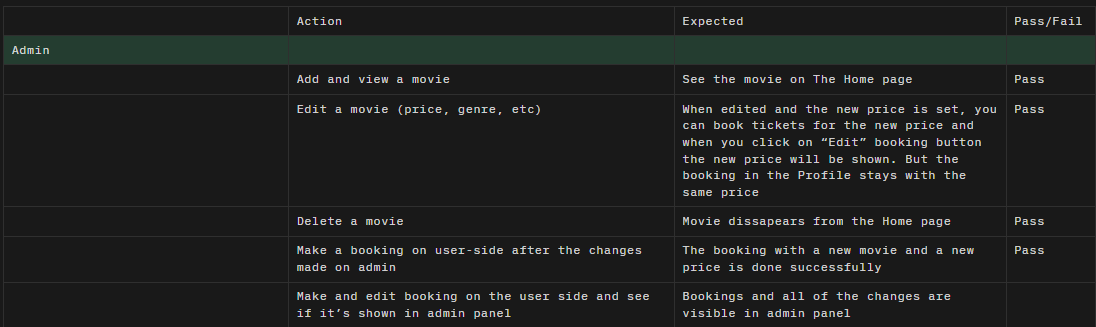 Action Expected Pass/Fail
Admin
Add and view a movie See the movie on The Home page Pass
Edit a movie (price, genre, etc) When edited and the new price is set, you Pass
can book tickets for the new price and
when you click on “Edit” booking button
the new price will be shown. But the
booking in the Profile stays with the
same price
Delete a movie Movie dissapears from the Home page Pass
Make a booking on user-side after the changes The booking with a new movie and a new Pass
made on admin price is done successfully
Make and edit booking on the user side and see Bookings and all of the changes are
if it’s shown in admin panel visible in admin panel